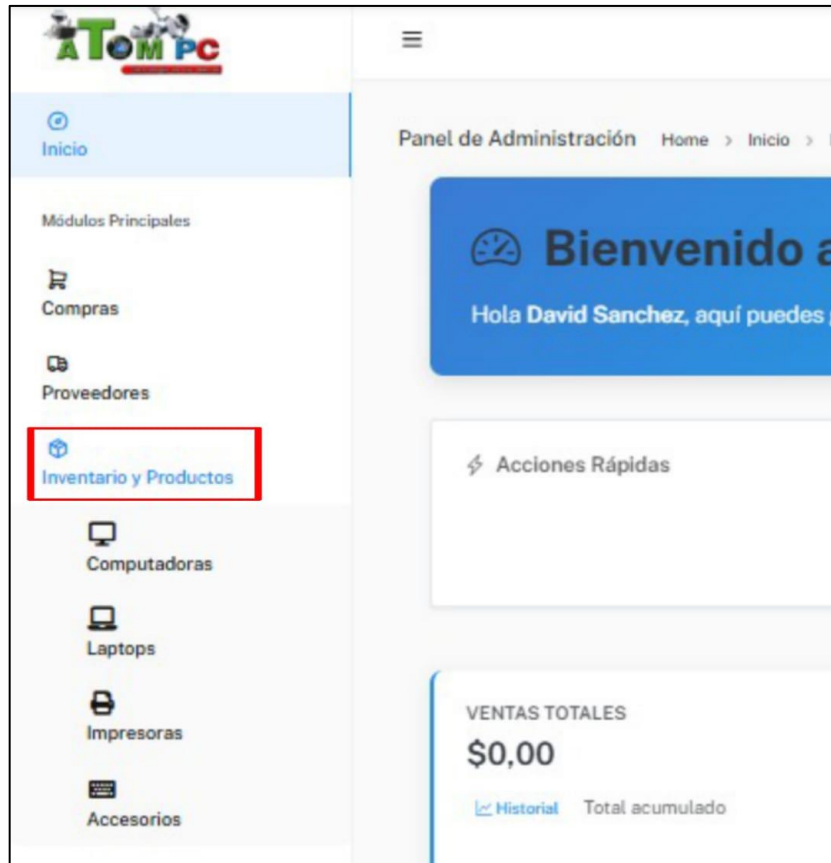 ATOM PC
Inicio
Módulos Principales
Compras
Proveedores
Inventario y Productos
Computadoras
Laptops
Impresoras
Accesorios
Panel de Administración Home > Inicio >
Bienvenido a
Hola David Sanchez, aquí puedes
Acciones Rápidas
VENTAS TOTALES
$0,00
Historial Total acumulado